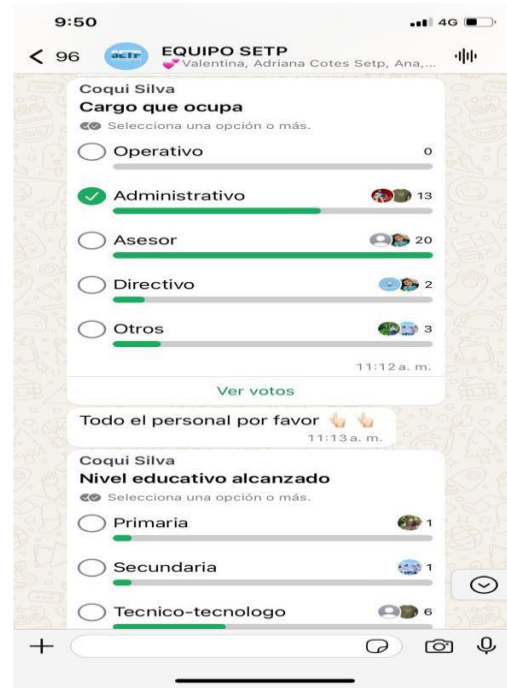 9:50
4G
96
SETP
EQUIPO SETP
Valentina, Adriana Cotes Setp, Ana,...
Coqui Silva
Cargo que ocupa
Selecciona una opción o más.
Operativo 0
Administrativo 13
Asesor 20
Directivo 2
Otros 3
11:12 a. m.
Ver votos
Todo el personal por favor
11:13 a. m.
Coqui Silva
Nivel educativo alcanzado
Selecciona una opción o más.
Primaria 1
Secundaria 1
Tecnico-tecnologo 6